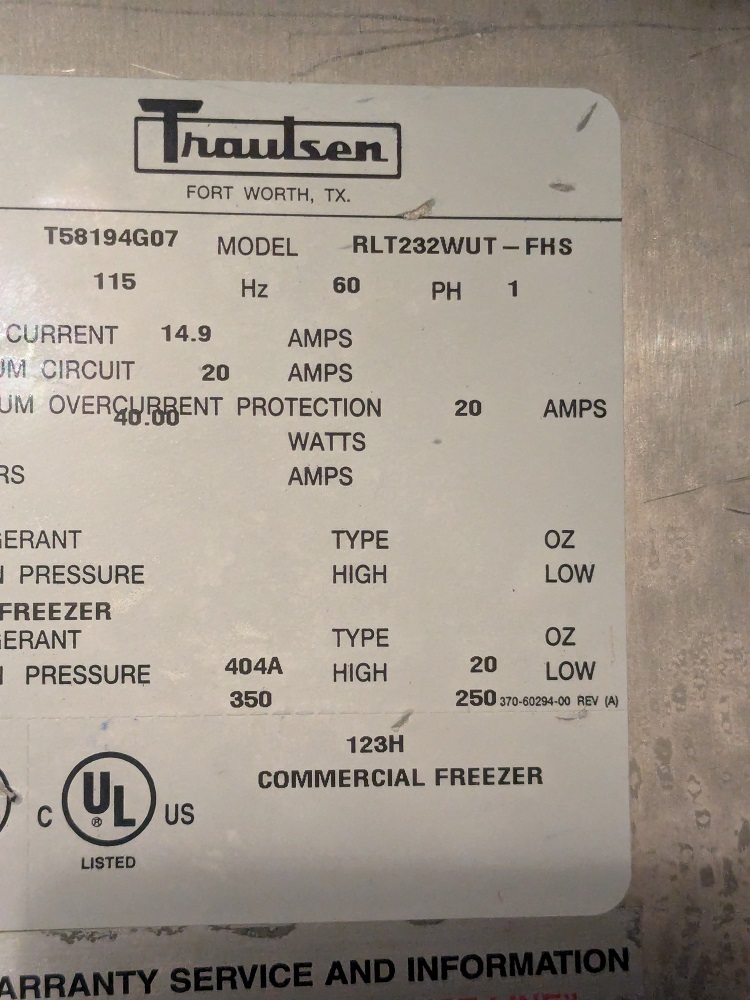 Traulsen
FORT WORTH, TX.
T58194G07 MODEL RLT232WUT – FHS
115 Hz 60 PH 1
CURRENT 14.9 AMPS
UM CIRCUIT 20 AMPS
UM OVERCURRENT PROTECTION 20 AMPS
40.00
WATTS
RS AMPS
GERANT TYPE OZ
N PRESSURE HIGH LOW
FREEZER
GERANT TYPE OZ
N PRESSURE 404A HIGH 20 LOW
350 250 370-60294-00 REV (A)
123H
COMMERCIAL FREEZER
C UL ® US
LISTED
ARRANTY SERVICE AND INFORMATION